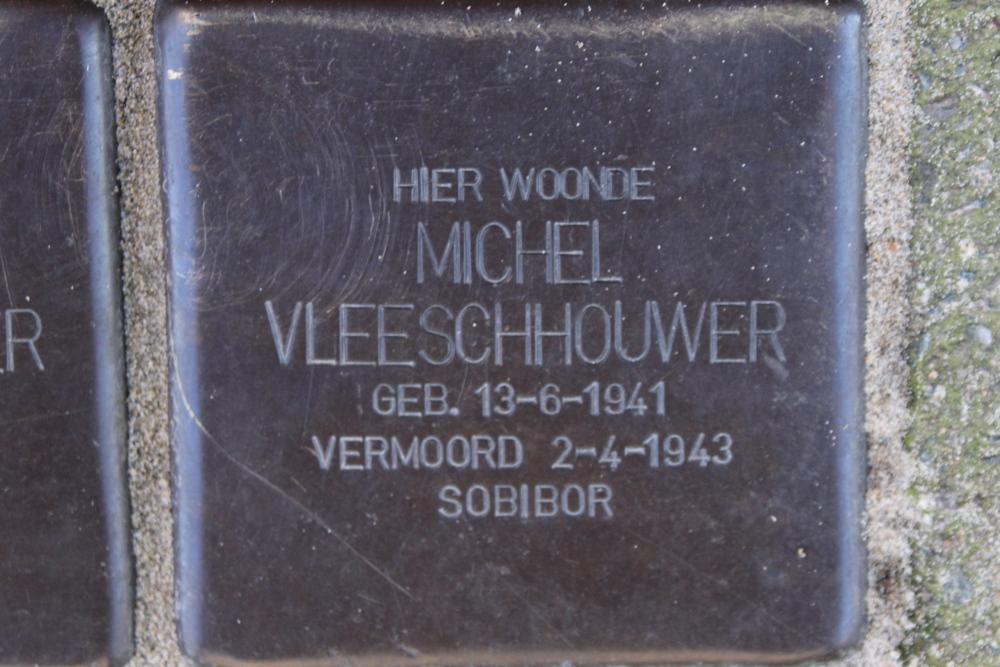 HIER WOONDE
MICHEL
VLEESCHHOUWER
GEB. 13-6-1941
VERMOORD 2-4-1943
SOBIBOR